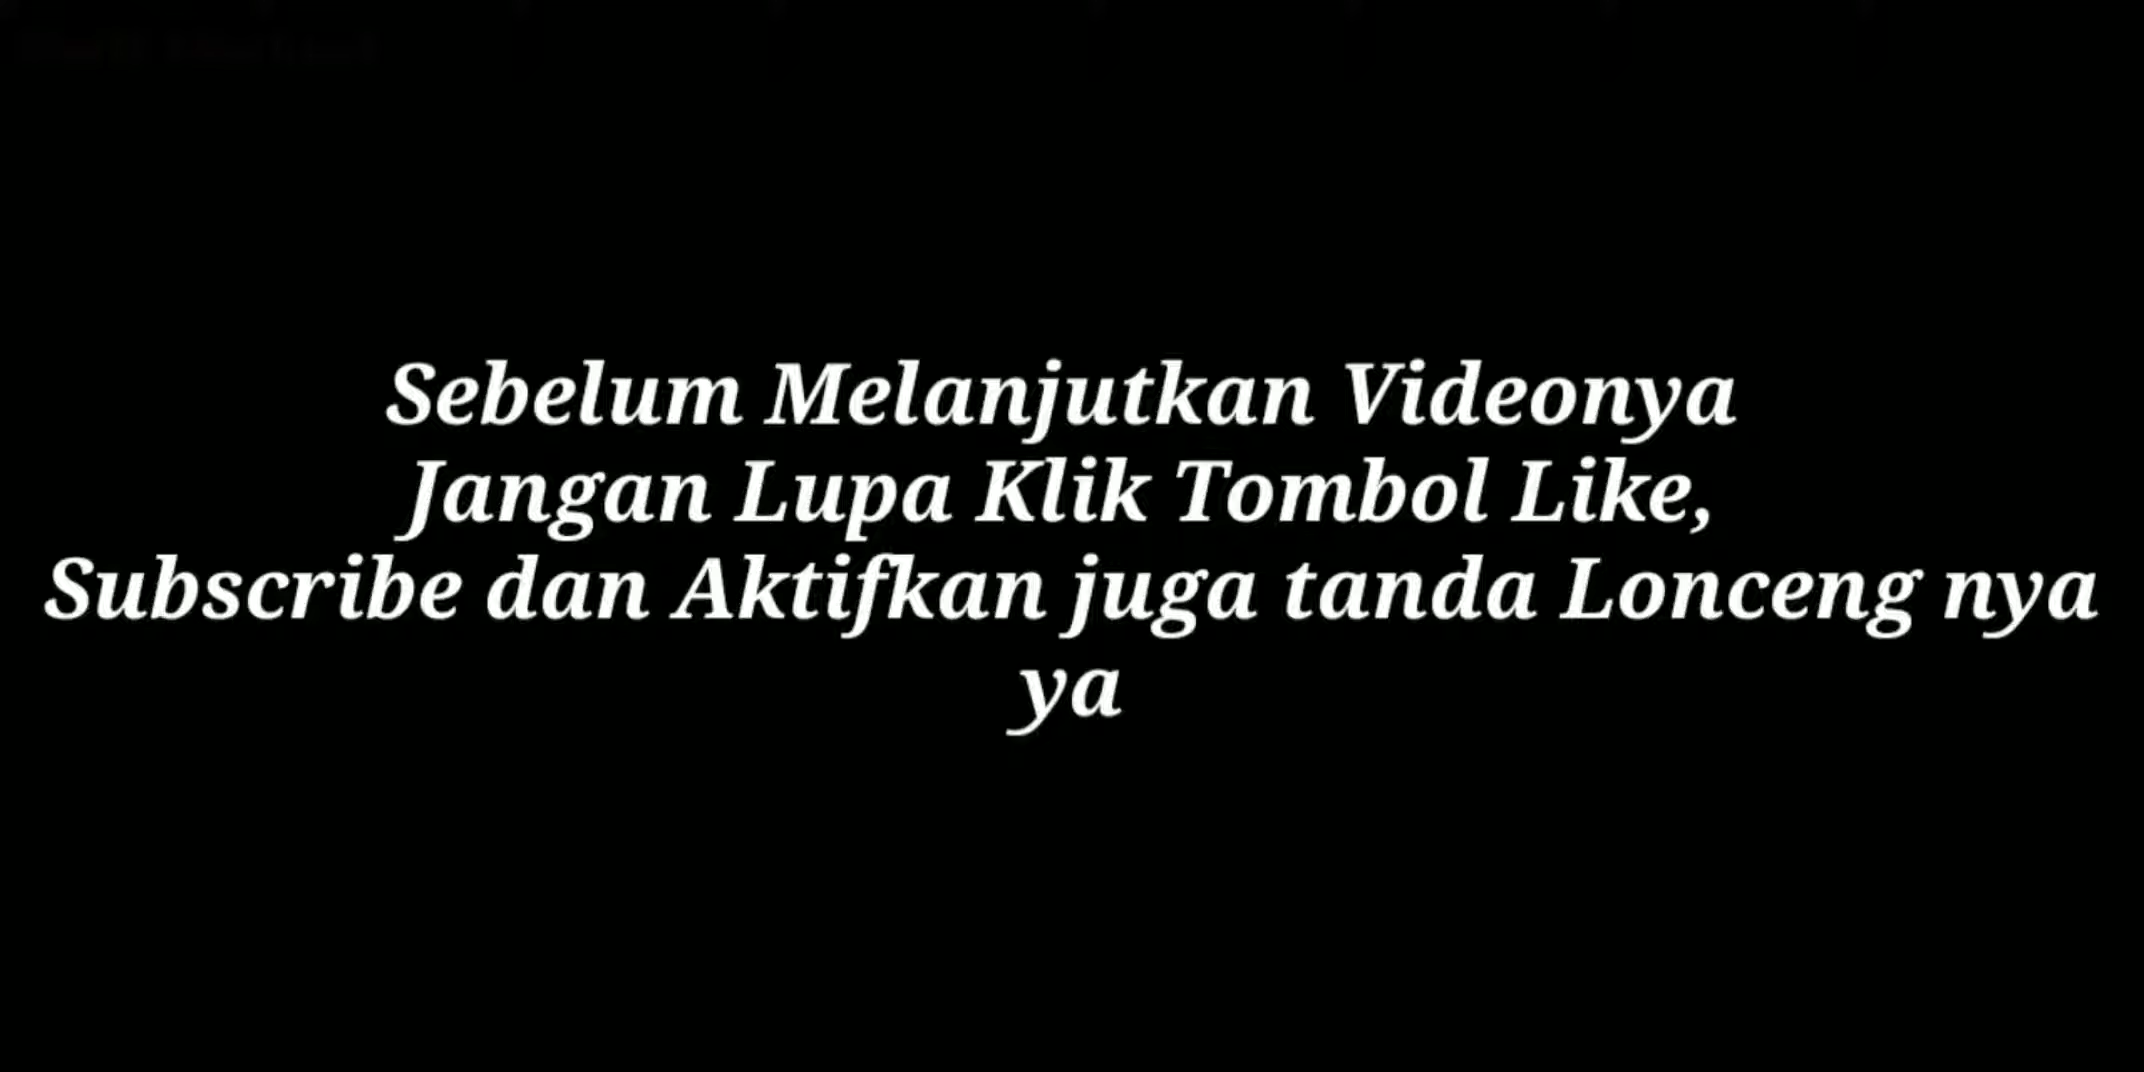 Sebelum Melanjutkan Videonya
Jangan Lupa Klik Tombol Like,
Subscribe dan Aktifkan juga tanda Lonceng nya
ya